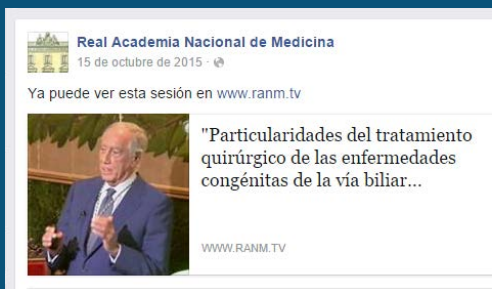 Real Academia Nacional de Medicina
15 de octubre de 2015 ·
Ya puede ver esta sesión en www.ranm.tv
"Particularidades del tratamiento
quirúrgico de las enfermedades
congénitas de la vía biliar...
WWW.RANM.TV